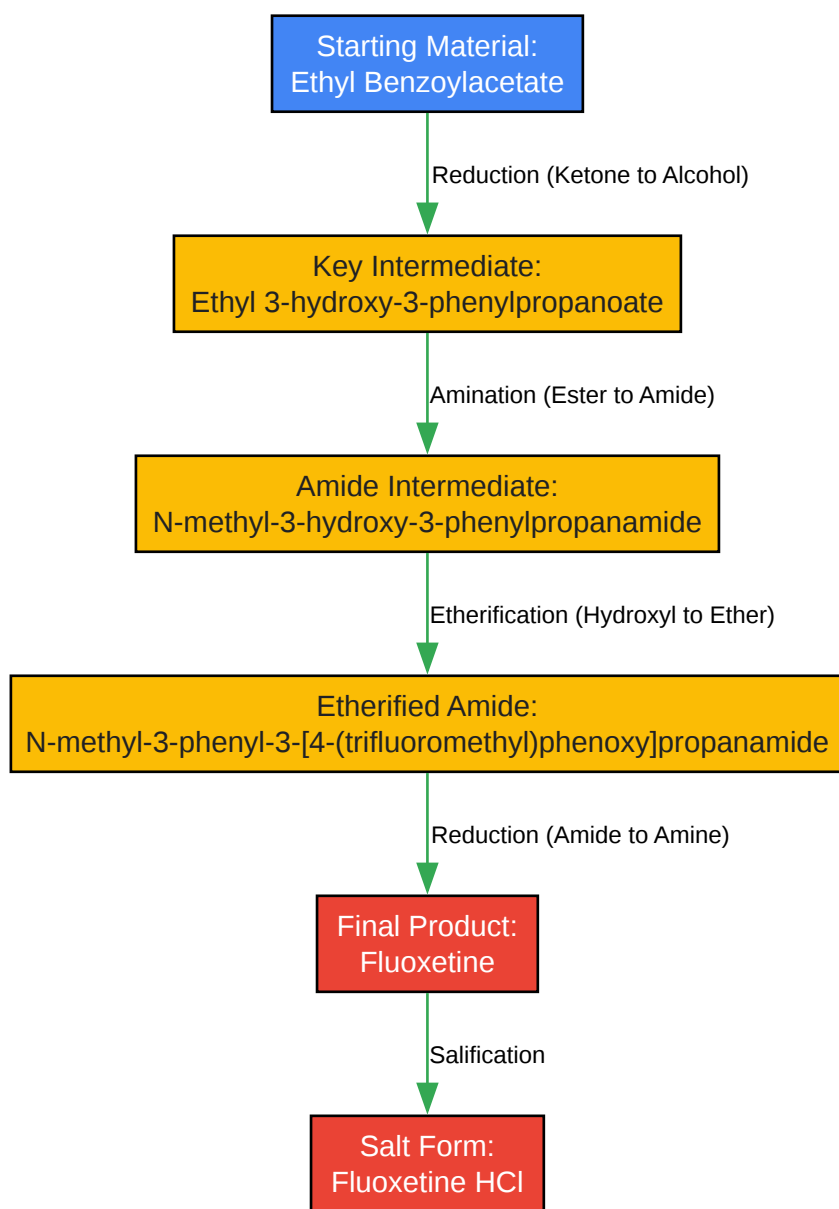 Starting Material:
Ethyl Benzoylacetate
Reduction (Ketone to Alcohol)
Key Intermediate:
Ethyl 3-hydroxy-3-phenylpropanoate
Amination (Ester to Amide)
Amide Intermediate:
N-methyl-3-hydroxy-3-phenylpropanamide
Etherification (Hydroxyl to Ether)
Etherified Amide:
N-methyl-3-phenyl-3-[4-(trifluoromethyl)phenoxy]propanamide
Reduction (Amide to Amine)
Final Product:
Fluoxetine
Salification
Salt Form:
Fluoxetine HCl